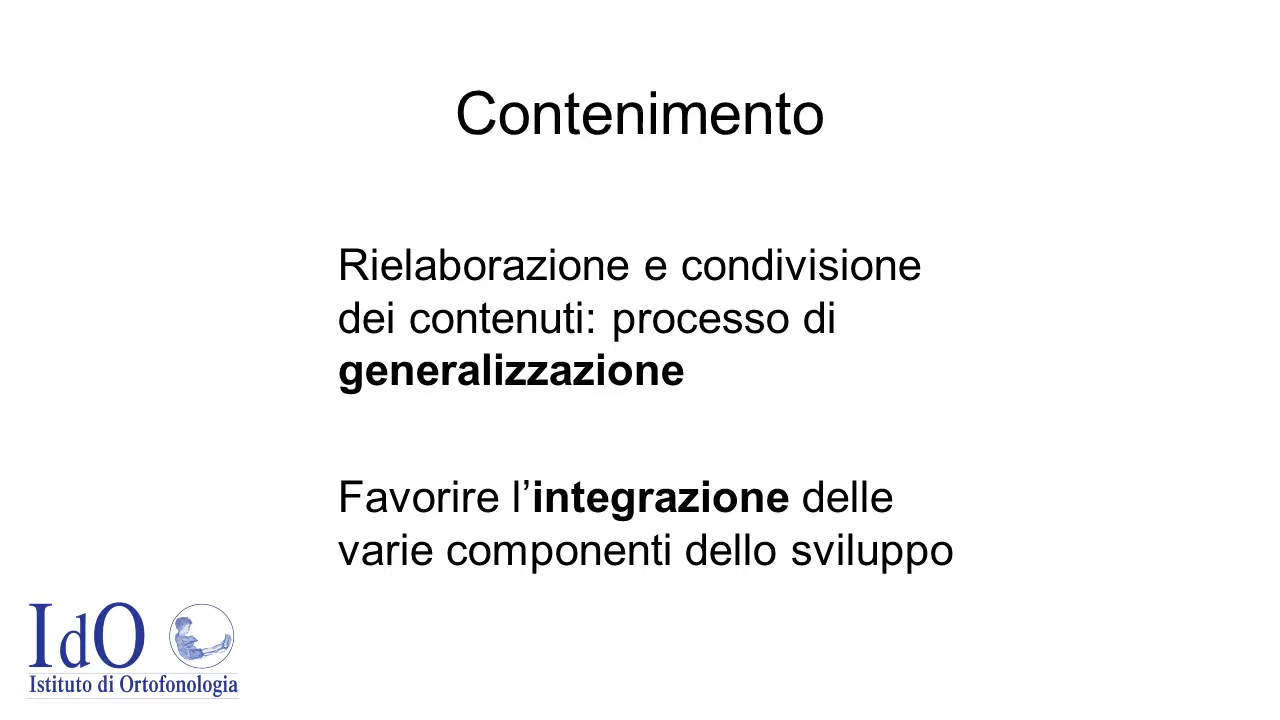 Contenimento
Rielaborazione e condivisione
dei contenuti: processo di
generalizzazione
Favorire l’integrazione delle
varie componenti dello sviluppo
IdO
Istituto di Ortofonologia